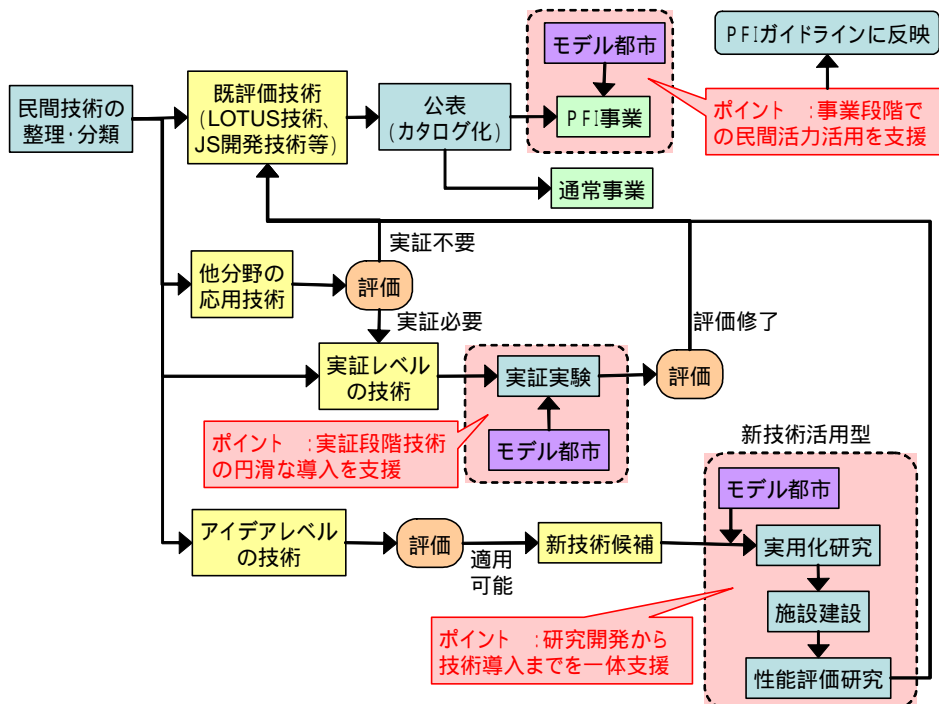 民間技術の
整理・分類
既評価技術
(LOTUS技術、
JS開発技術等)
公表
(カタログ化)
モデル都市
PFI事業
通常事業
PFIガイドラインに反映
ポイント :事業段階で
の民間活力活用を支援
実証不要
他分野の
応用技術
評価
実証必要
評価修了
実証レベル
の技術
実証実験
評価
モデル都市
ポイント :実証段階技術
の円滑な導入を支援
新技術活用型
モデル都市
アイデアレベル
の技術
評価
適用
可能
新技術候補
実用化研究
施設建設
性能評価研究
ポイント :研究開発から
技術導入までを一体支援